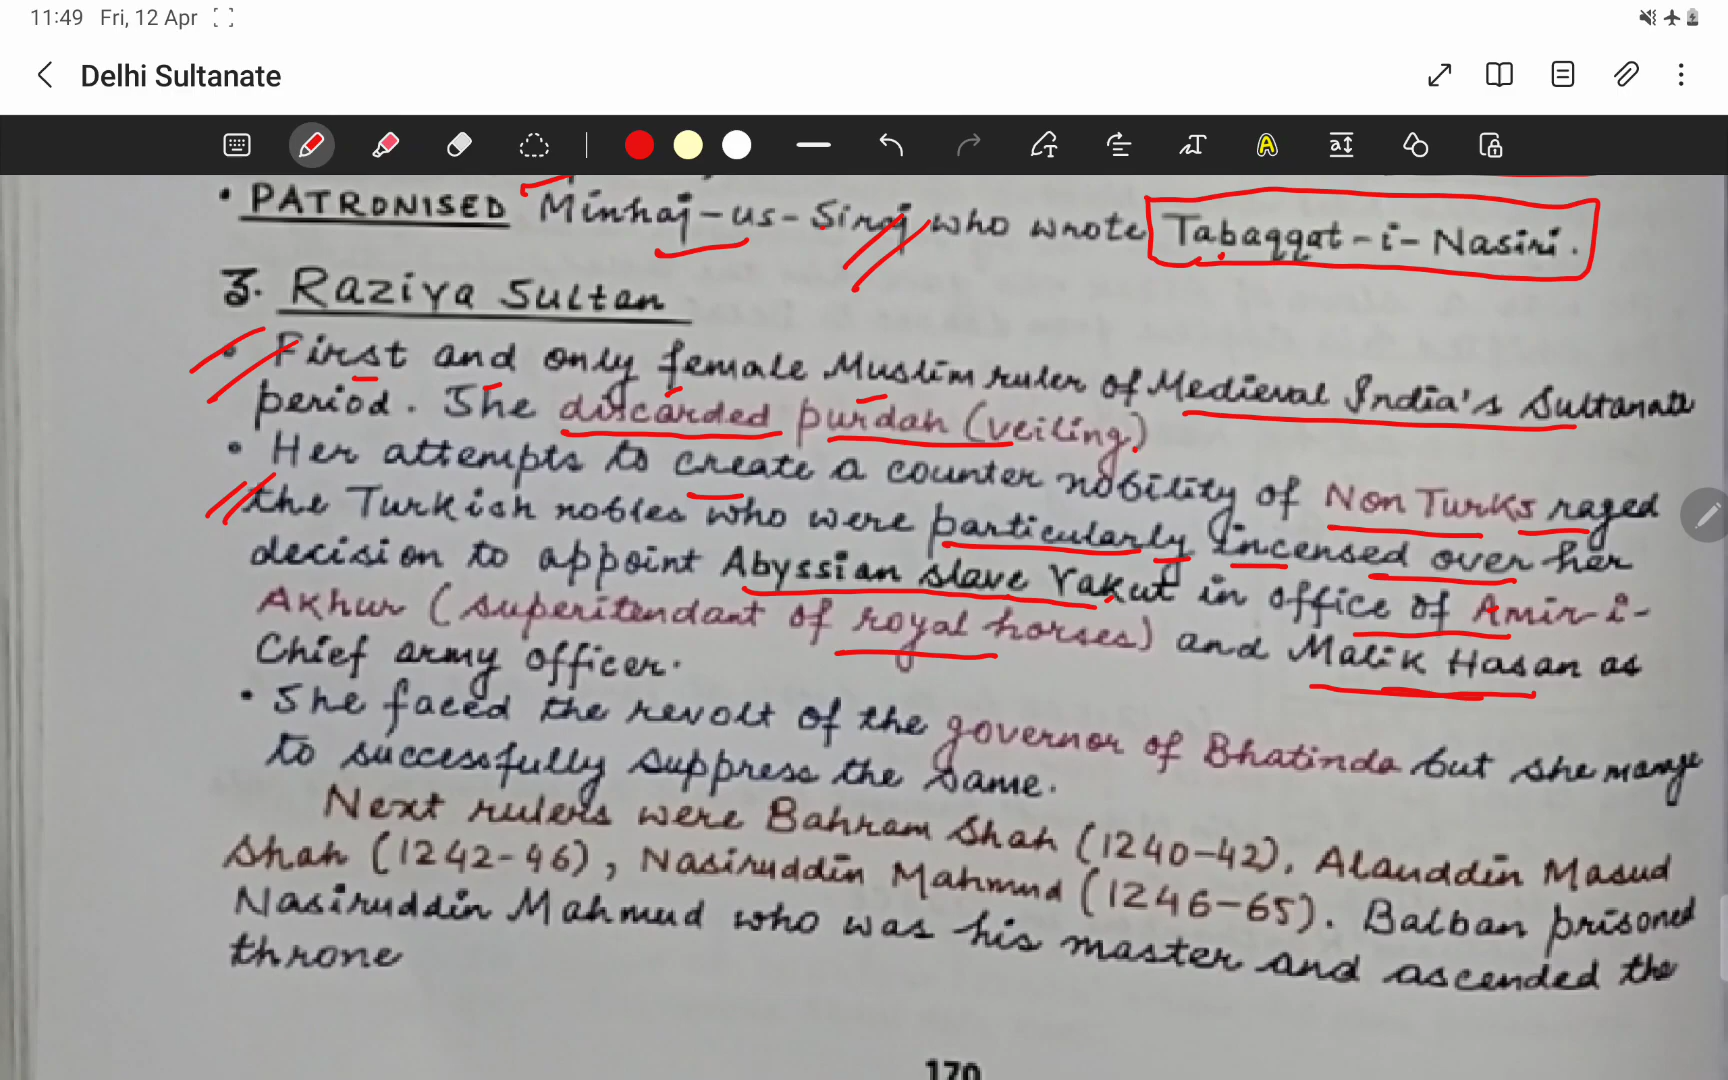 11:49 Fri, 12 Apr
Delhi Sultanate
• PATRONISED Minhaj-us-Siraj who wrote Tabaqqat-i-Nasiri.
3. Raziya Sultan
• First and only female Muslim ruler of Medieval India's Sultanate
period. She discarded purdah (veiling)
• Her attempts to create a counter nobility of Non Turks raged
the Turkish nobles who were particularly incensed over her
decision to appoint Abyssian slave Yakut in office of Amir-i-
Akhur (superitendant of royal horses) and Malik Hasan as
Chief army officer.
• She faced the revolt of the governor of Bhatinda but she mange
to successfully suppress the same.
Next rulers were Bahram Shah (1240-42), Alauddin Masud
Shah (1242-46), Nasiruddin Mahmud (1246-65). Balban prisoned
Nasiruddin Mahmud who was his master and ascended the
throne
170